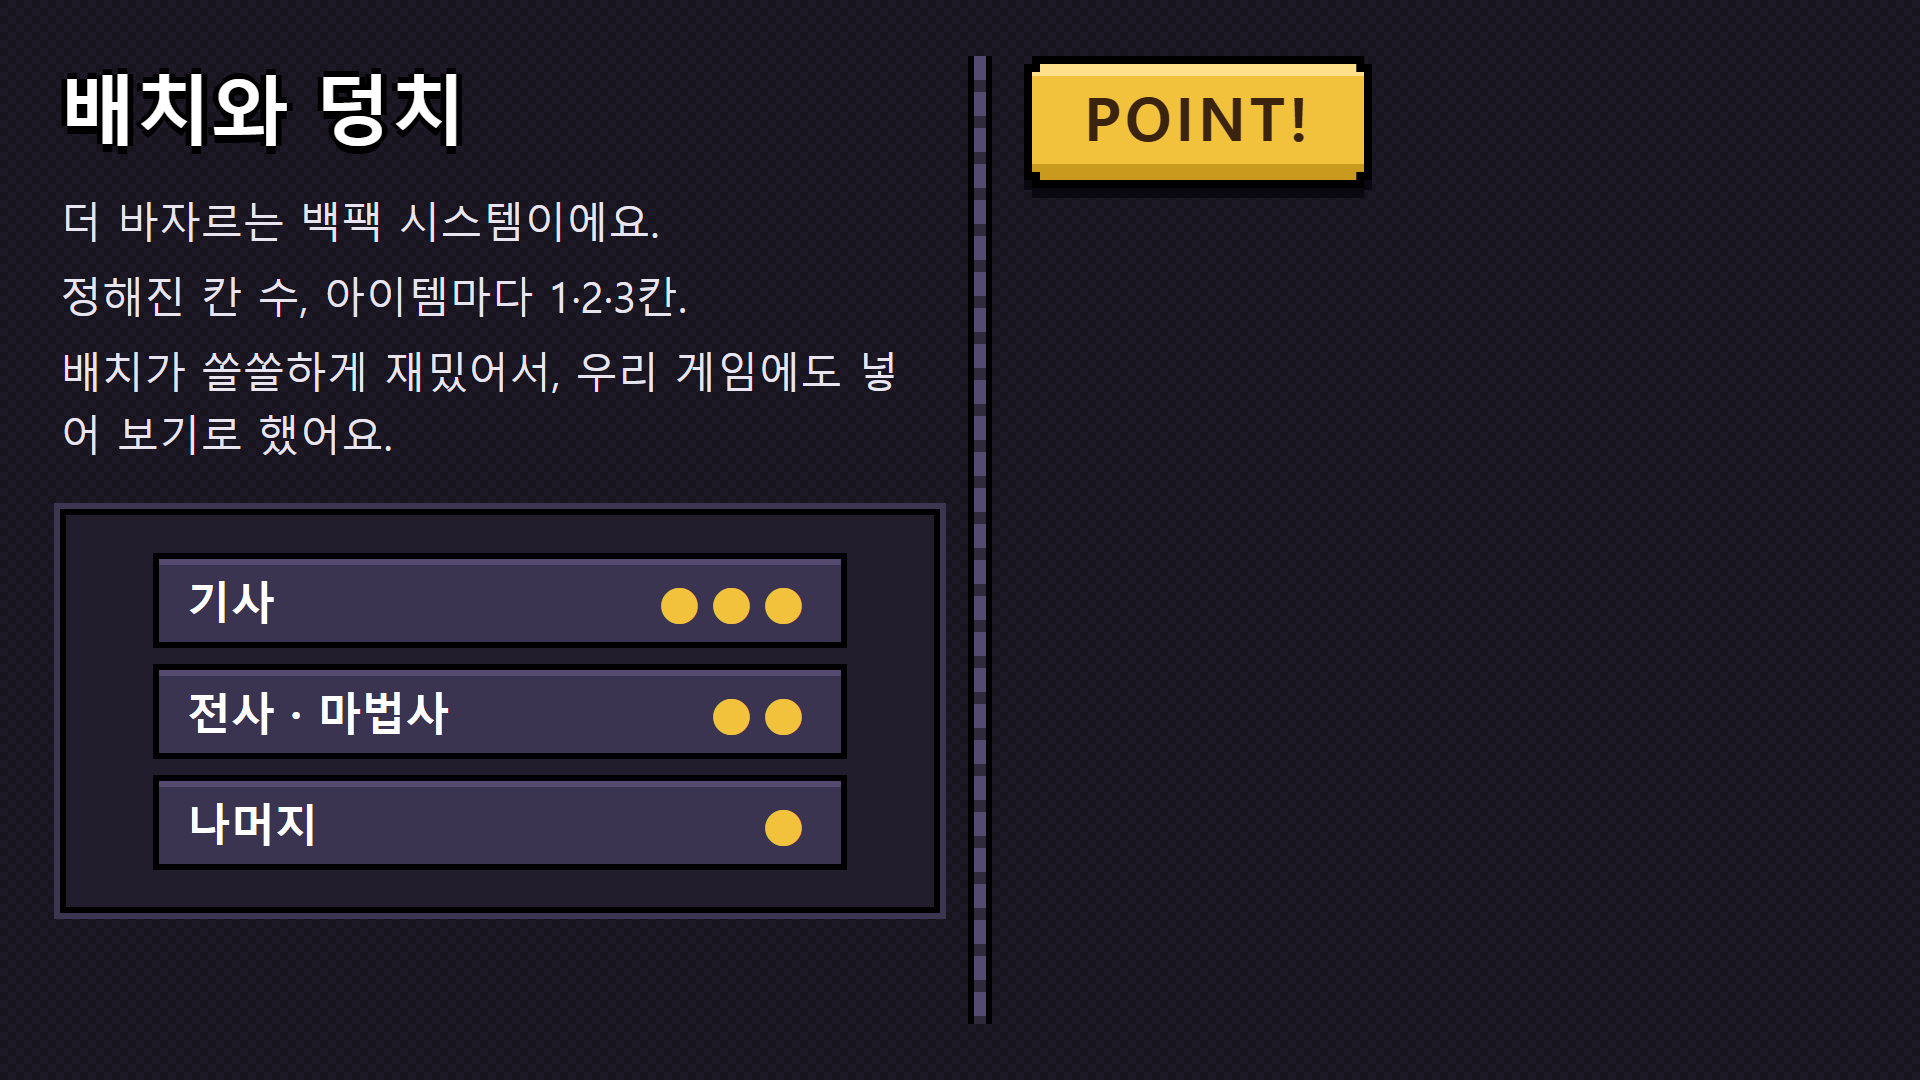 배치와 덩치
더 바자르는 백팩 시스템이에요.
정해진 칸 수, 아이템마다 1·2·3칸.
배치가 쏠쏠하게 재밌어서, 우리 게임에도 넣
어 보기로 했어요.
기사
전사 · 마법사
나머지
POINT!